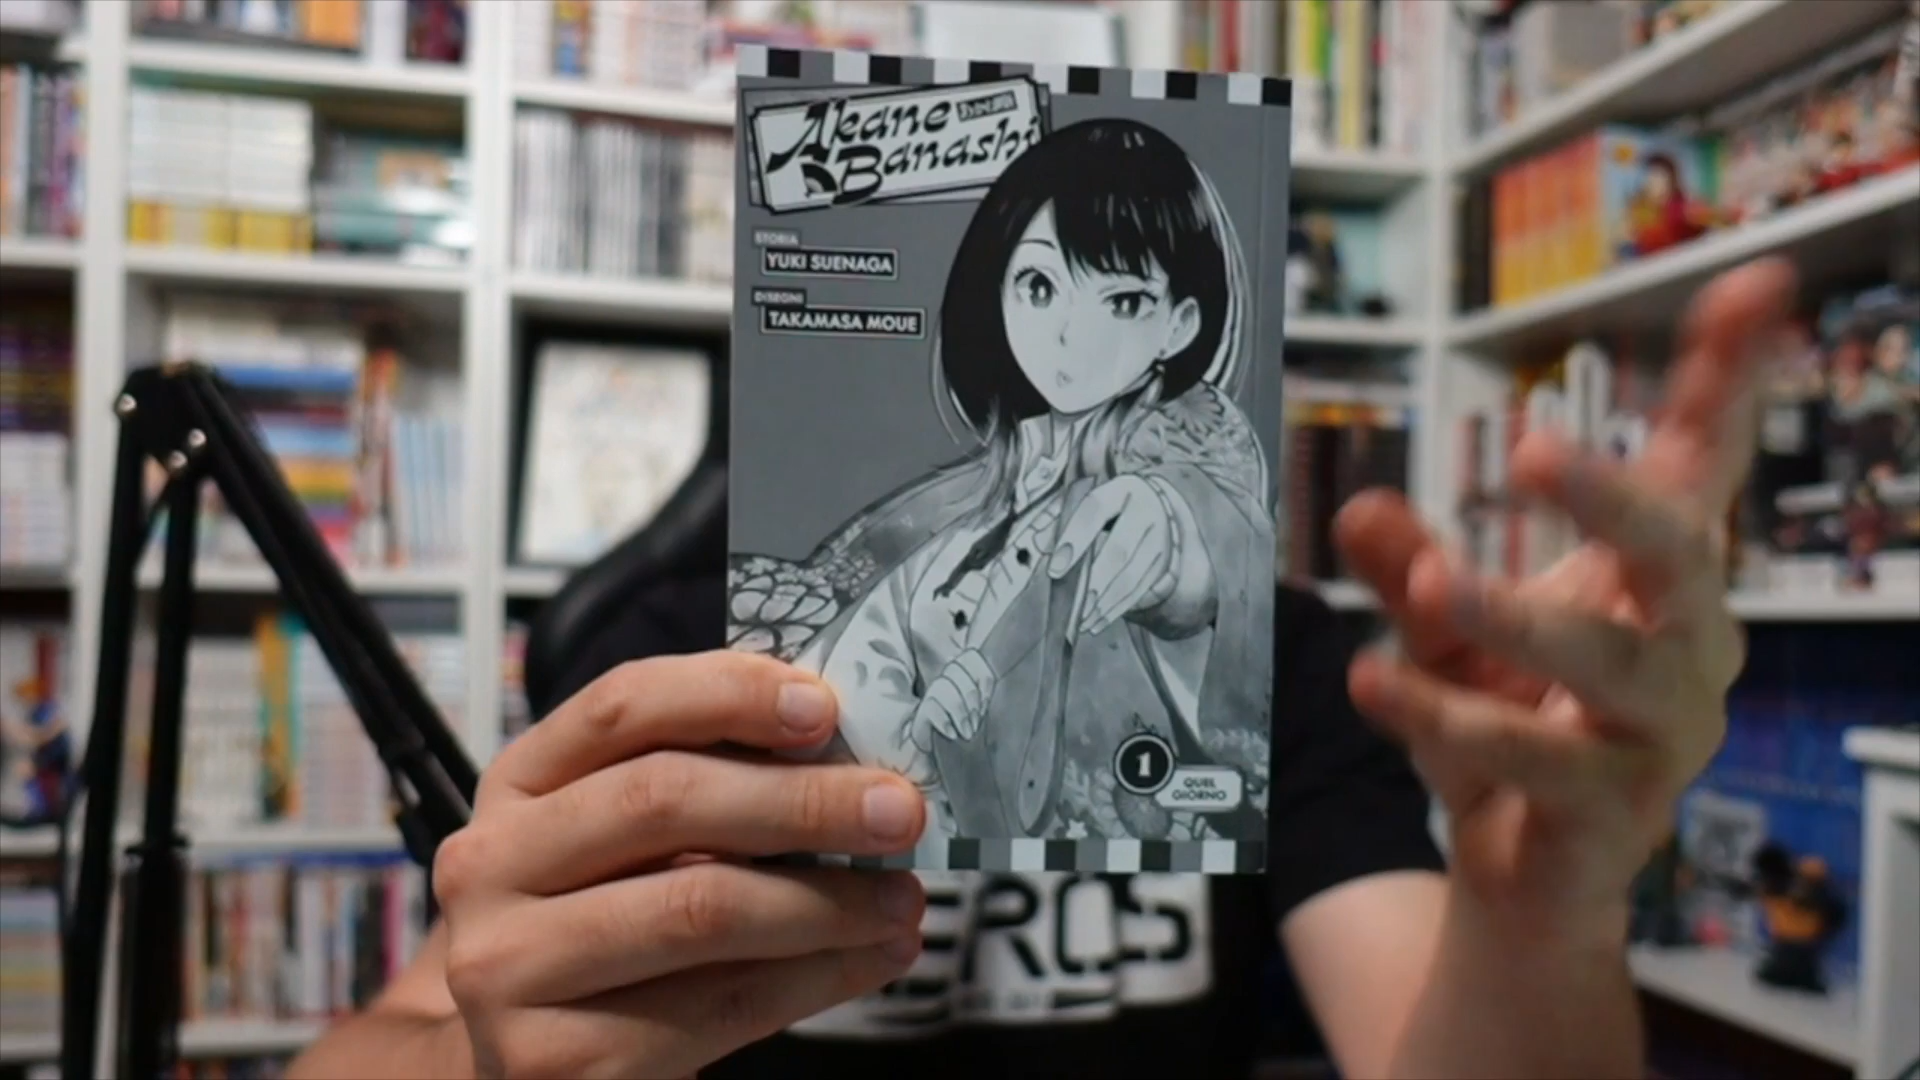 Akane
Banashi
STORIA
YUKI SUENAGA
DISEGNI
TAKAMASA MOUE
1
QUEL
GIORNO